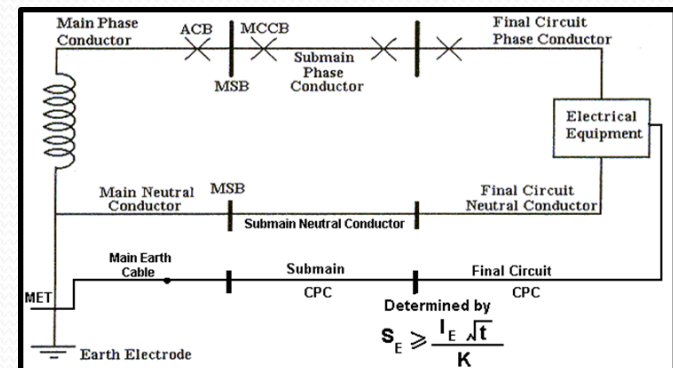 Main Phase
Conductor
ACB
MCCB
MSB
Submain
Phase
Conductor
Final Circuit
Phase Conductor
Electrical
Equipment
Main Neutral
Conductor
MSB
Submain Neutral Conductor
Final Circuit
Neutral Conductor
Main Earth
Cable
MET
Submain
CPC
Final Circuit
CPC
Determined by
S_E ⩾ I_E √t / K
Earth Electrode